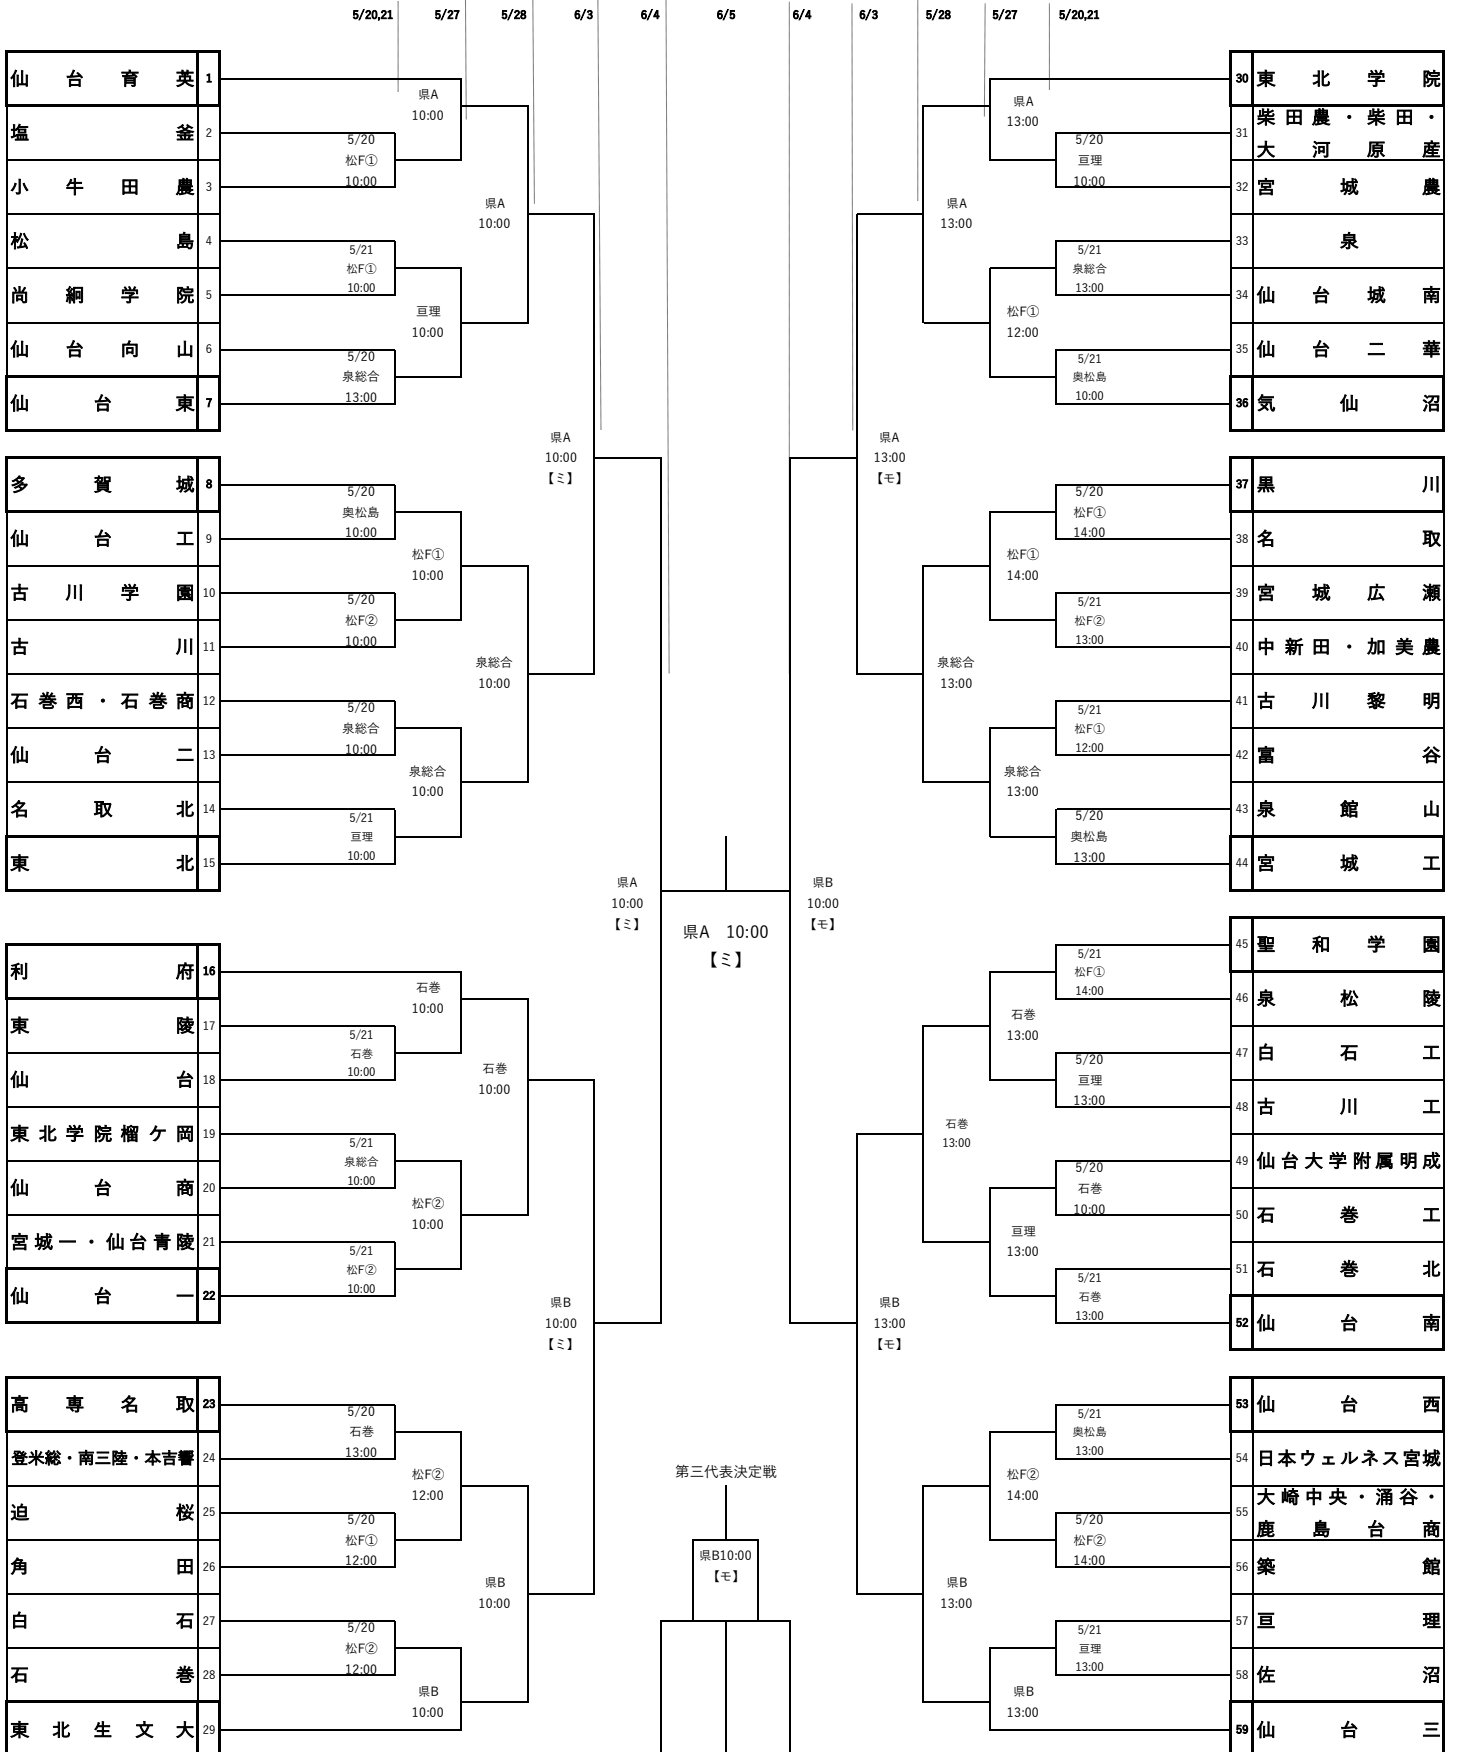 5/20,21 5/27 5/28 6/3 6/4 6/5 6/4 6/3 5/28 5/27 5/20,21
仙台育英 1
塩釜 2
小牛田農 3
松島 4
尚絅学院 5
仙台向山 6
仙台東 7
多賀城 8
仙台工 9
古川学園 10
古川 11
石巻西・石巻商 12
仙台二 13
名取北 14
東北 15
利府 16
東陵 17
仙台 18
東北学院榴ケ岡 19
仙台商 20
宮城一・仙台青陵 21
仙台一 22
高専名取 23
登米総・南三陸・本吉響 24
迫桜 25
角田 26
白石 27
石巻 28
東北生文大 29
5/20
松F①
10:00
5/21
松F①
10:00
5/20
泉総合
13:00
5/20
奥松島
10:00
5/20
松F②
10:00
5/20
泉総合
10:00
5/21
亘理
10:00
5/21
石巻
10:00
5/21
泉総合
10:00
5/21
松F②
10:00
5/20
石巻
13:00
5/20
松F①
12:00
5/20
松F②
12:00
県A
10:00
亘理
10:00
松F①
10:00
泉総合
10:00
石巻
10:00
松F②
10:00
松F②
12:00
県B
10:00
県A
10:00
泉総合
10:00
石巻
10:00
県B
10:00
県A
10:00
【ミ】
県B
10:00
【ミ】
県A
10:00
【ミ】
県A 10:00
【ミ】
第三代表決定戦
県B10:00
【モ】
県B
10:00
【モ】
県A
13:00
【モ】
県B
13:00
【モ】
県A
13:00
泉総合
13:00
石巻
13:00
県B
13:00
県A
13:00
松F①
12:00
松F①
14:00
泉総合
13:00
石巻
13:00
亘理
13:00
松F②
14:00
県B
13:00
5/20
亘理
10:00
5/21
泉総合
13:00
5/21
奥松島
10:00
5/20
松F①
14:00
5/21
松F②
13:00
5/21
松F①
12:00
5/20
奥松島
13:00
5/21
松F①
14:00
5/20
亘理
13:00
5/20
石巻
10:00
5/21
石巻
13:00
5/21
奥松島
13:00
5/20
松F②
14:00
5/21
亘理
13:00
30 東北学院
31 柴田農・柴田・
大河原産
32 宮城農
33 泉
34 仙台城南
35 仙台二華
36 気仙沼
37 黒川
38 名取
39 宮城広瀬
40 中新田・加美農
41 古川黎明
42 富谷
43 泉館山
44 宮城工
45 聖和学園
46 泉松陵
47 白石工
48 古川工
49 仙台大学附属明成
50 石巻工
51 石巻北
52 仙台南
53 仙台西
54 日本ウェルネス宮城
55 大崎中央・涌谷・
鹿島台商
56 築館
57 亘理
58 佐沼
59 仙台三